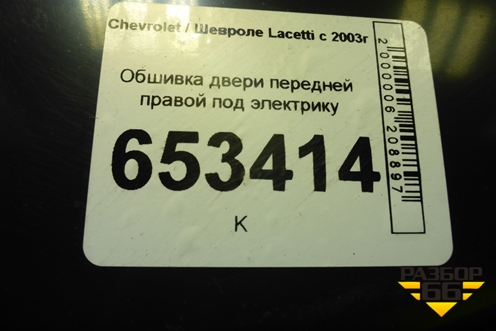 Chevrolet / Шевроле Lacetti с 2003г
Обшивка двери передней
правой под электрику
653414
К
2000006208897
РАЗБОР
66